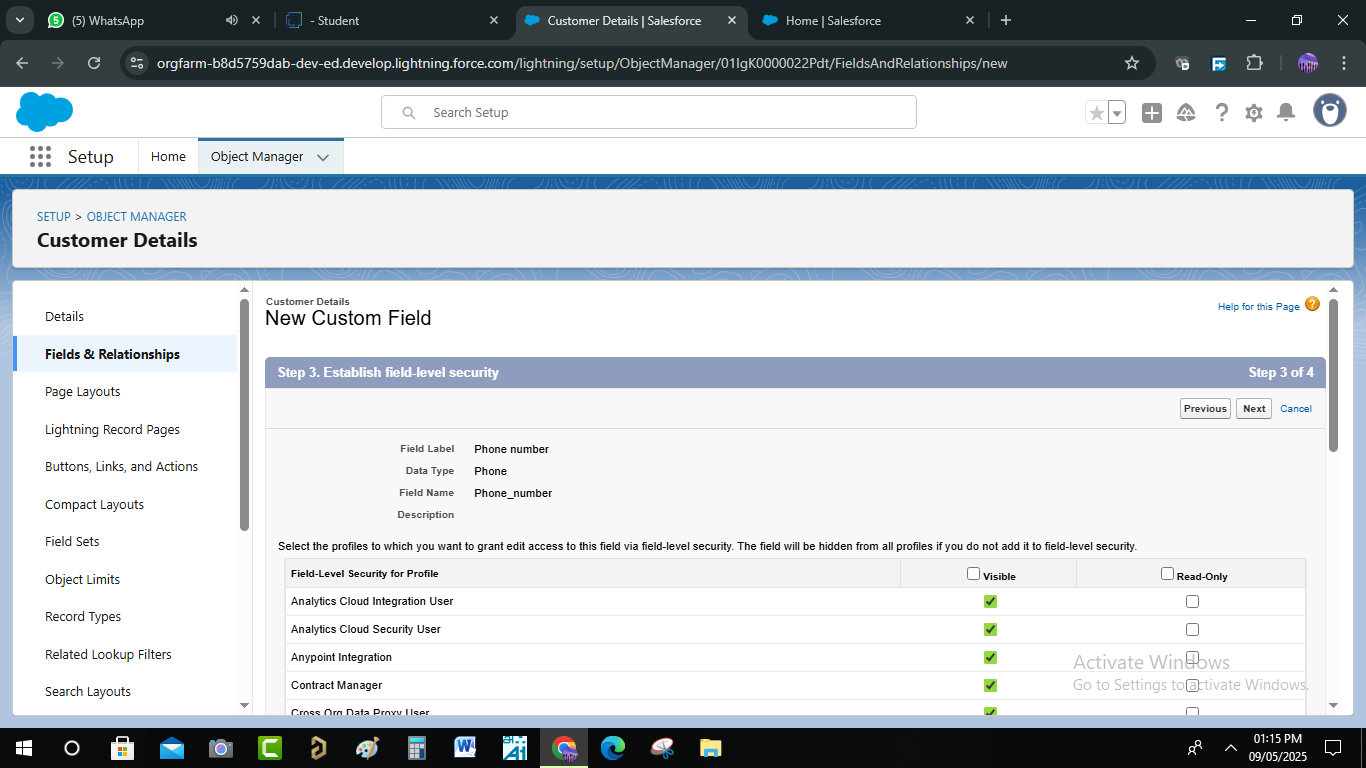 (5) WhatsApp
- Student
Customer Details | Salesforce
Home | Salesforce
orgfarm-b8d5759dab-dev-ed.develop.lightning.force.com/lightning/setup/ObjectManager/01IgK0000022Pdt/FieldsAndRelationships/new
Search Setup
Setup
Home
Object Manager
SETUP > OBJECT MANAGER
Customer Details
Details
Fields & Relationships
Page Layouts
Lightning Record Pages
Buttons, Links, and Actions
Compact Layouts
Field Sets
Object Limits
Record Types
Related Lookup Filters
Search Layouts
Customer Details
New Custom Field
Help for this Page ?
Step 3. Establish field-level security
Step 3 of 4
Previous Next Cancel
Field Label Phone number
Data Type Phone
Field Name Phone_number
Description
Select the profiles to which you want to grant edit access to this field via field-level security. The field will be hidden from all profiles if you do not add it to field-level security.
Field-Level Security for Profile Visible Read-Only
Analytics Cloud Integration User
Analytics Cloud Security User
Anypoint Integration
Contract Manager
Cross Org Data Proxy User
Activate Windows
Go to Settings to activate Windows.
01:15 PM
09/05/2025